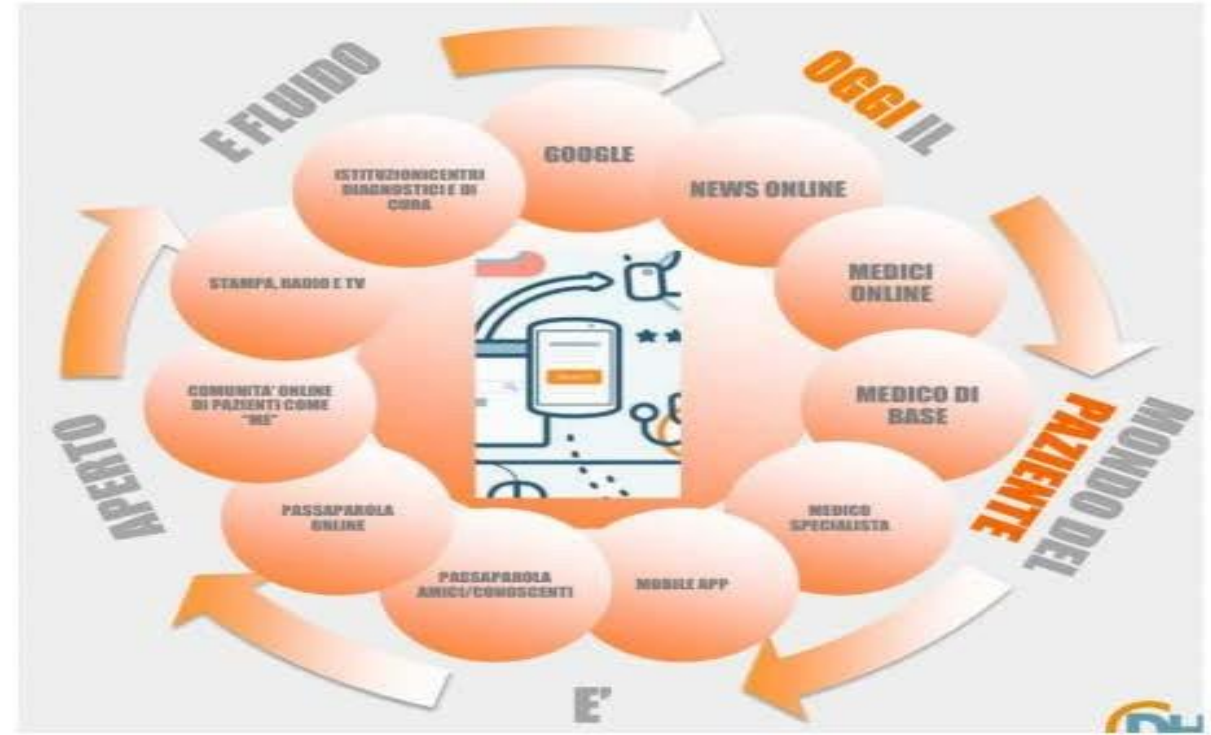 OGGI IL
MONDO DEL
PAZIENTE
E'
APERTO
E FLUIDO
GOOGLE
NEWS ONLINE
MEDICI
ONLINE
MEDICO DI
BASE
MEDICO
SPECIALISTA
MOBILE APP
PASSAPAROLA
AMICI/CONOSCENTI
PASSAPAROLA
ONLINE
COMUNITA' ONLINE
DI PAZIENTI COME
"ME"
STAMPA, RADIO E TV
ISTITUZIONICENTRI
DIAGNOSTICI E DI
CURA